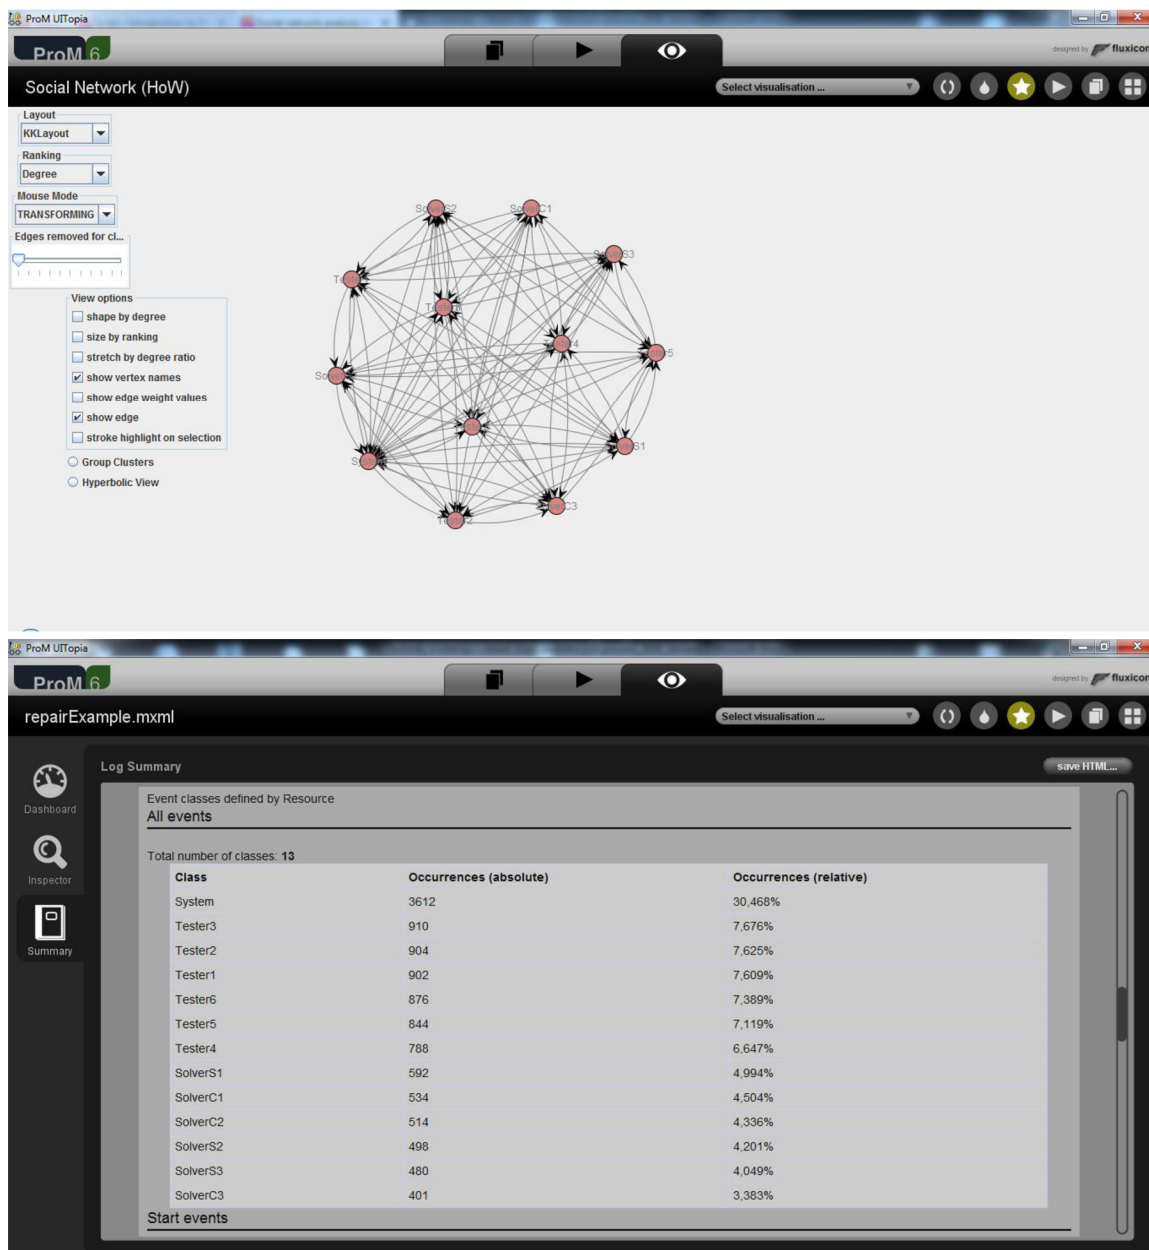 ProM UITopia
ProM 6
designed by fluxicon
Social Network (HoW)
Select visualisation ...
Layout
KKLayout
Ranking
Degree
Mouse Mode
TRANSFORMING
Edges removed for cl...
View options
shape by degree
size by ranking
stretch by degree ratio
show vertex names
show edge weight values
show edge
stroke highlight on selection
Group Clusters
Hyperbolic View
ProM UITopia
ProM 6
designed by fluxicon
repairExample.mxml
Select visualisation ...
Dashboard
Inspector
Summary
Log Summary
save HTML...
Event classes defined by Resource
All events
Total number of classes: 13
Class Occurrences (absolute) Occurrences (relative)
System 3612 30,468%
Tester3 910 7,676%
Tester2 904 7,625%
Tester1 902 7,609%
Tester6 876 7,389%
Tester5 844 7,119%
Tester4 788 6,647%
SolverS1 592 4,994%
SolverC1 534 4,504%
SolverC2 514 4,336%
SolverS2 498 4,201%
SolverS3 480 4,049%
SolverC3 401 3,383%
Start events